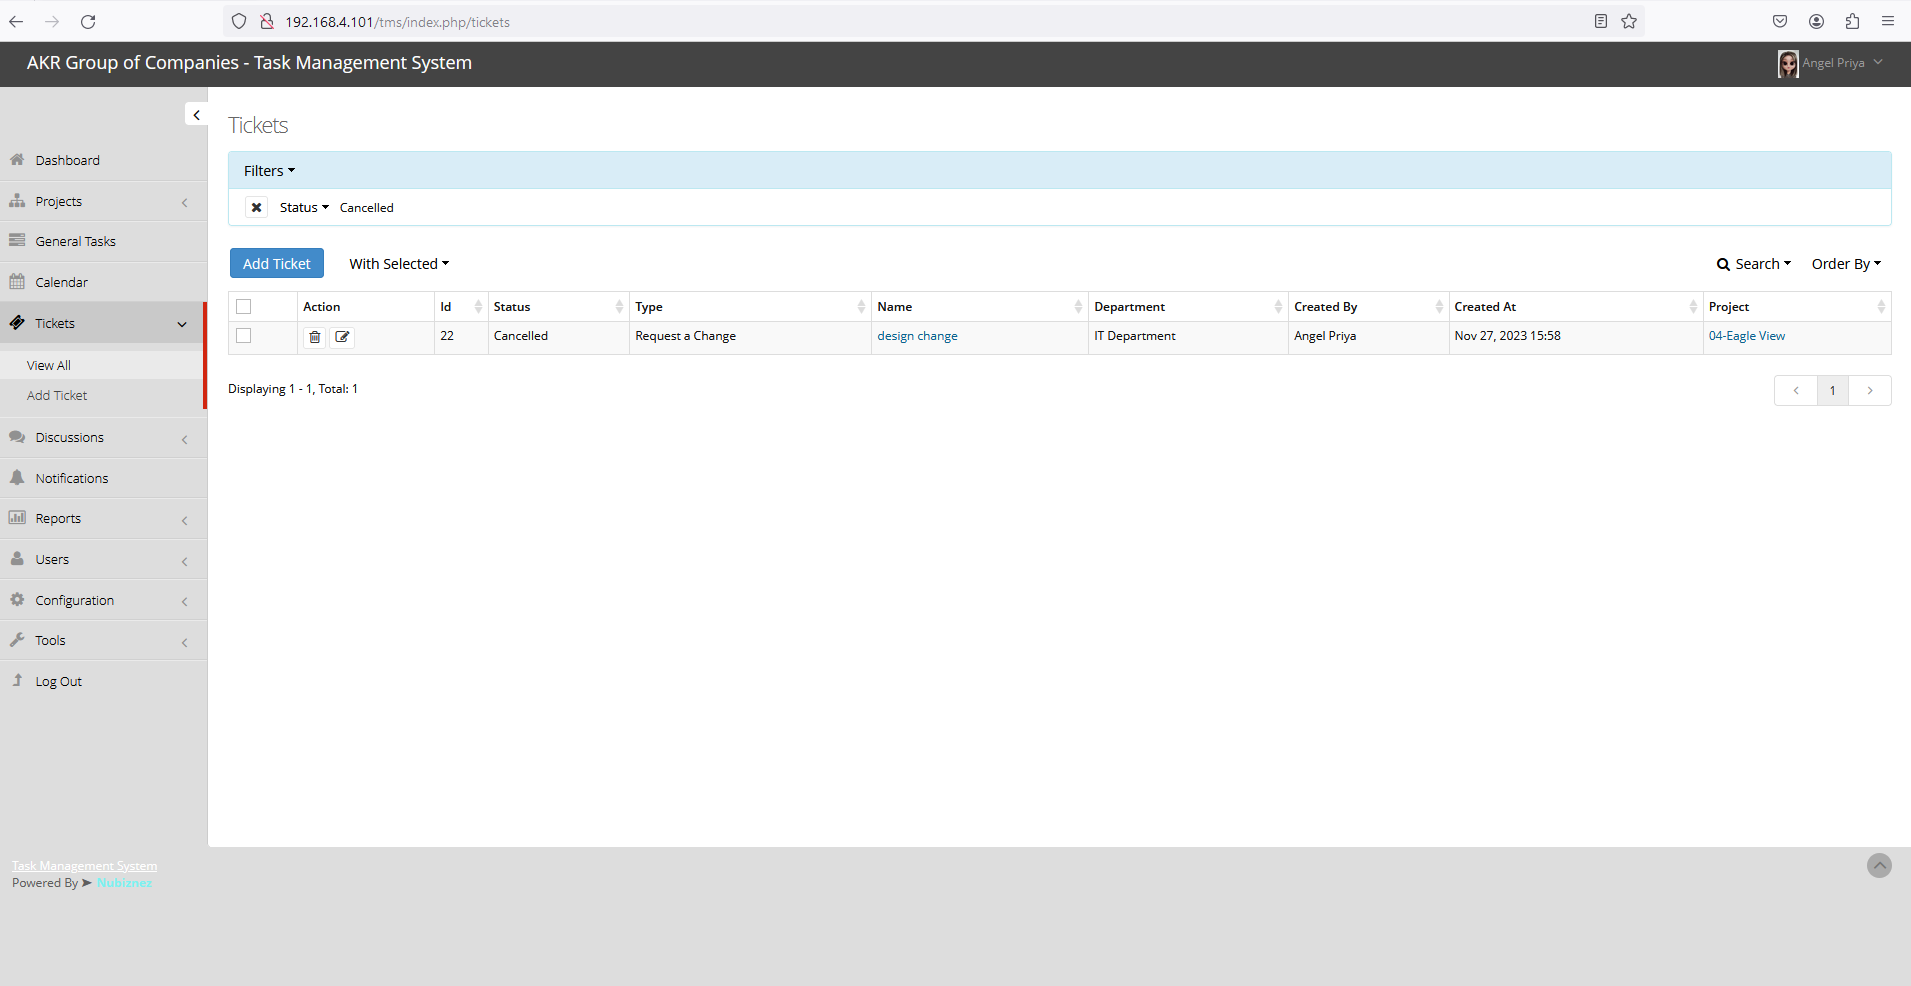 192.168.4.101/tms/index.php/tickets
AKR Group of Companies - Task Management System
Angel Priya
Dashboard
Projects
General Tasks
Calendar
Tickets
View All
Add Ticket
Discussions
Notifications
Reports
Users
Configuration
Tools
Log Out
Tickets
Filters
Status Cancelled
Add Ticket With Selected Search Order By
Action Id Status Type Name Department Created By Created At Project
22 Cancelled Request a Change design change IT Department Angel Priya Nov 27, 2023 15:58 04-Eagle View
Displaying 1 - 1, Total: 1
1
Task Management System
Powered By Nubiznez